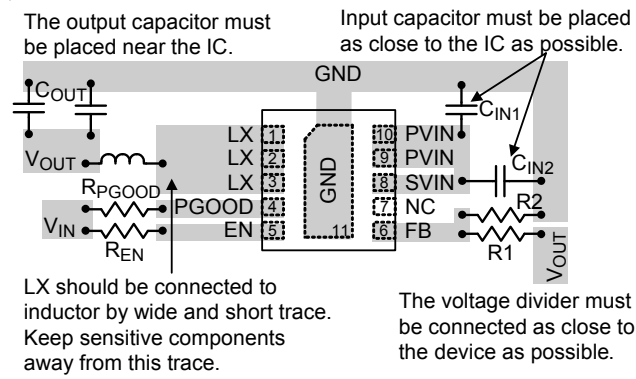 The output capacitor must
be placed near the IC.
Input capacitor must be placed
as close to the IC as possible.
GND
COUT
CIN1
LX 1
10 PVIN
LX 2
9 PVIN
VOUT
LX 3
8 SVIN
CIN2
GND
RPGOOD
PGOOD 4
7 NC
R2
VIN
EN 5
11
6 FB
REN
R1
VOUT
LX should be connected to
inductor by wide and short trace.
Keep sensitive components
away from this trace.
The voltage divider must
be connected as close to
the device as possible.